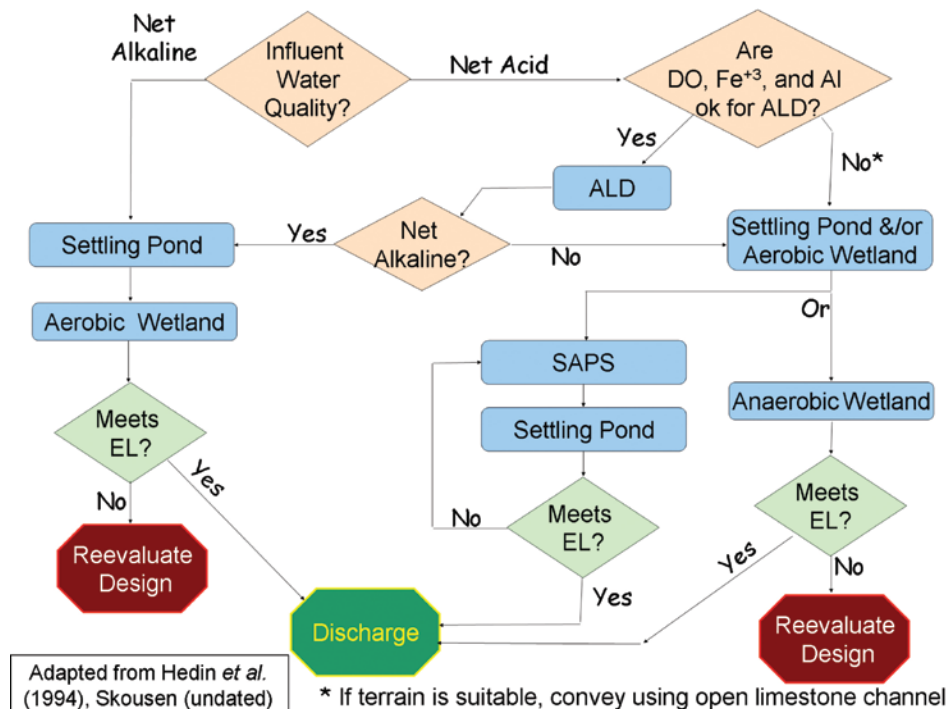 Net
Alkaline
Influent
Water
Quality?
Net Acid
Are
DO, Fe+3, and Al
ok for ALD?
Yes
No*
ALD
Settling Pond
Yes
Net
Alkaline?
No
Settling Pond &/or
Aerobic Wetland
Or
Aerobic Wetland
SAPS
Anaerobic Wetland
Settling Pond
Meets
EL?
Yes
No
Meets
EL?
No
Yes
Meets
EL?
Yes
No
Reevaluate
Design
Discharge
Reevaluate
Design
Adapted from Hedin et al.
(1994), Skousen (undated)
* If terrain is suitable, convey using open limestone channel